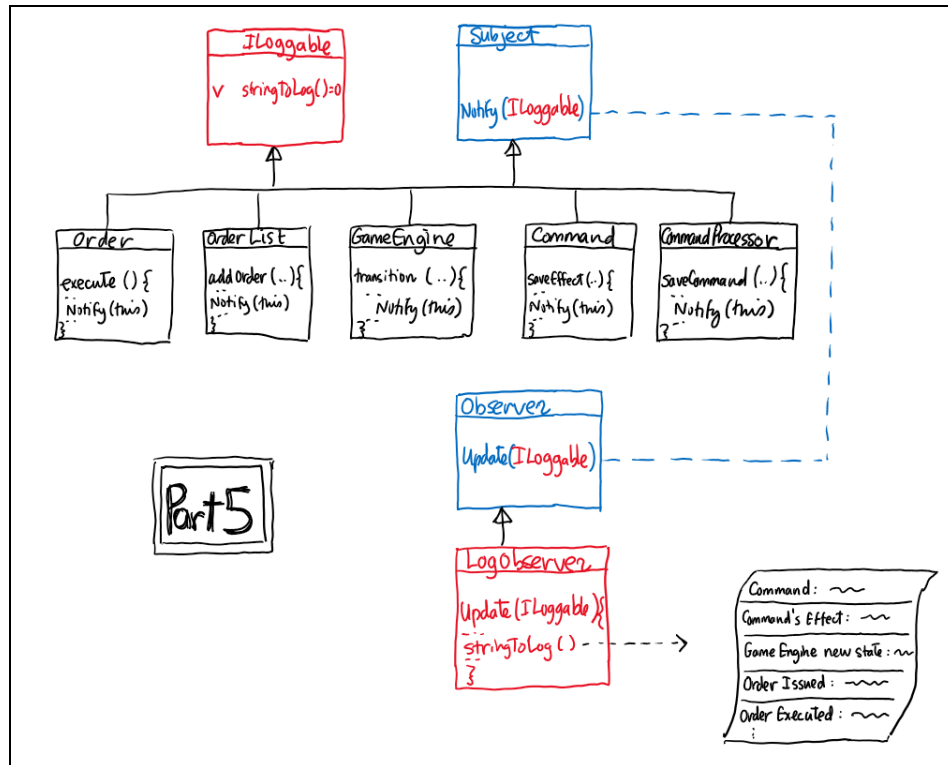 ILoggable
v stringToLog()=0
Subject
Notify(ILoggable)
Order
execute(){
...
Notify(this)
...
}
OrderList
addOrder(..){
...
Notify(this)
...
}
GameEngine
transition(..){
...
Notify(this)
...
}
Command
saveEffect(..){
...
Notify(this)
...
}
CommandProcessor
saveCommand(..){
...
Notify(this)
...
}
Observer
Update(ILoggable)
Part5
LogObserver
Update(ILoggable){
...
stringToLog()
...
}
Command:
Command's Effect:
Game Engine new state:
Order Issued:
Order Executed:
⋮